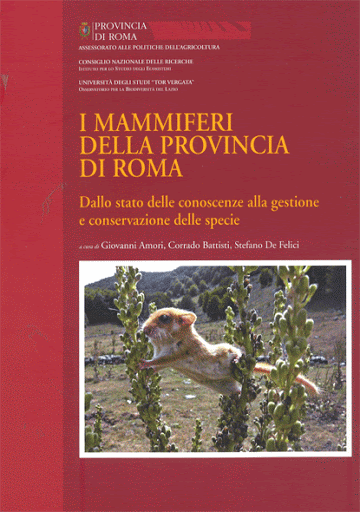 PROVINCIA
DI ROMA
ASSESSORATO ALLE POLITICHE DELL'AGRICOLTURA
CONSIGLIO NAZIONALE DELLE RICERCHE
ISTITUTO PER LO STUDIO DEGLI ECOSISTEMI
UNIVERSITÀ DEGLI STUDI "TOR VERGATA"
OSSERVATORIO PER LA BIODIVERSITÀ DEL LAZIO
I MAMMIFERI
DELLA PROVINCIA
DI ROMA
Dallo stato delle conoscenze alla gestione
e conservazione delle specie
a cura di Giovanni Amori, Corrado Battisti, Stefano De Felici